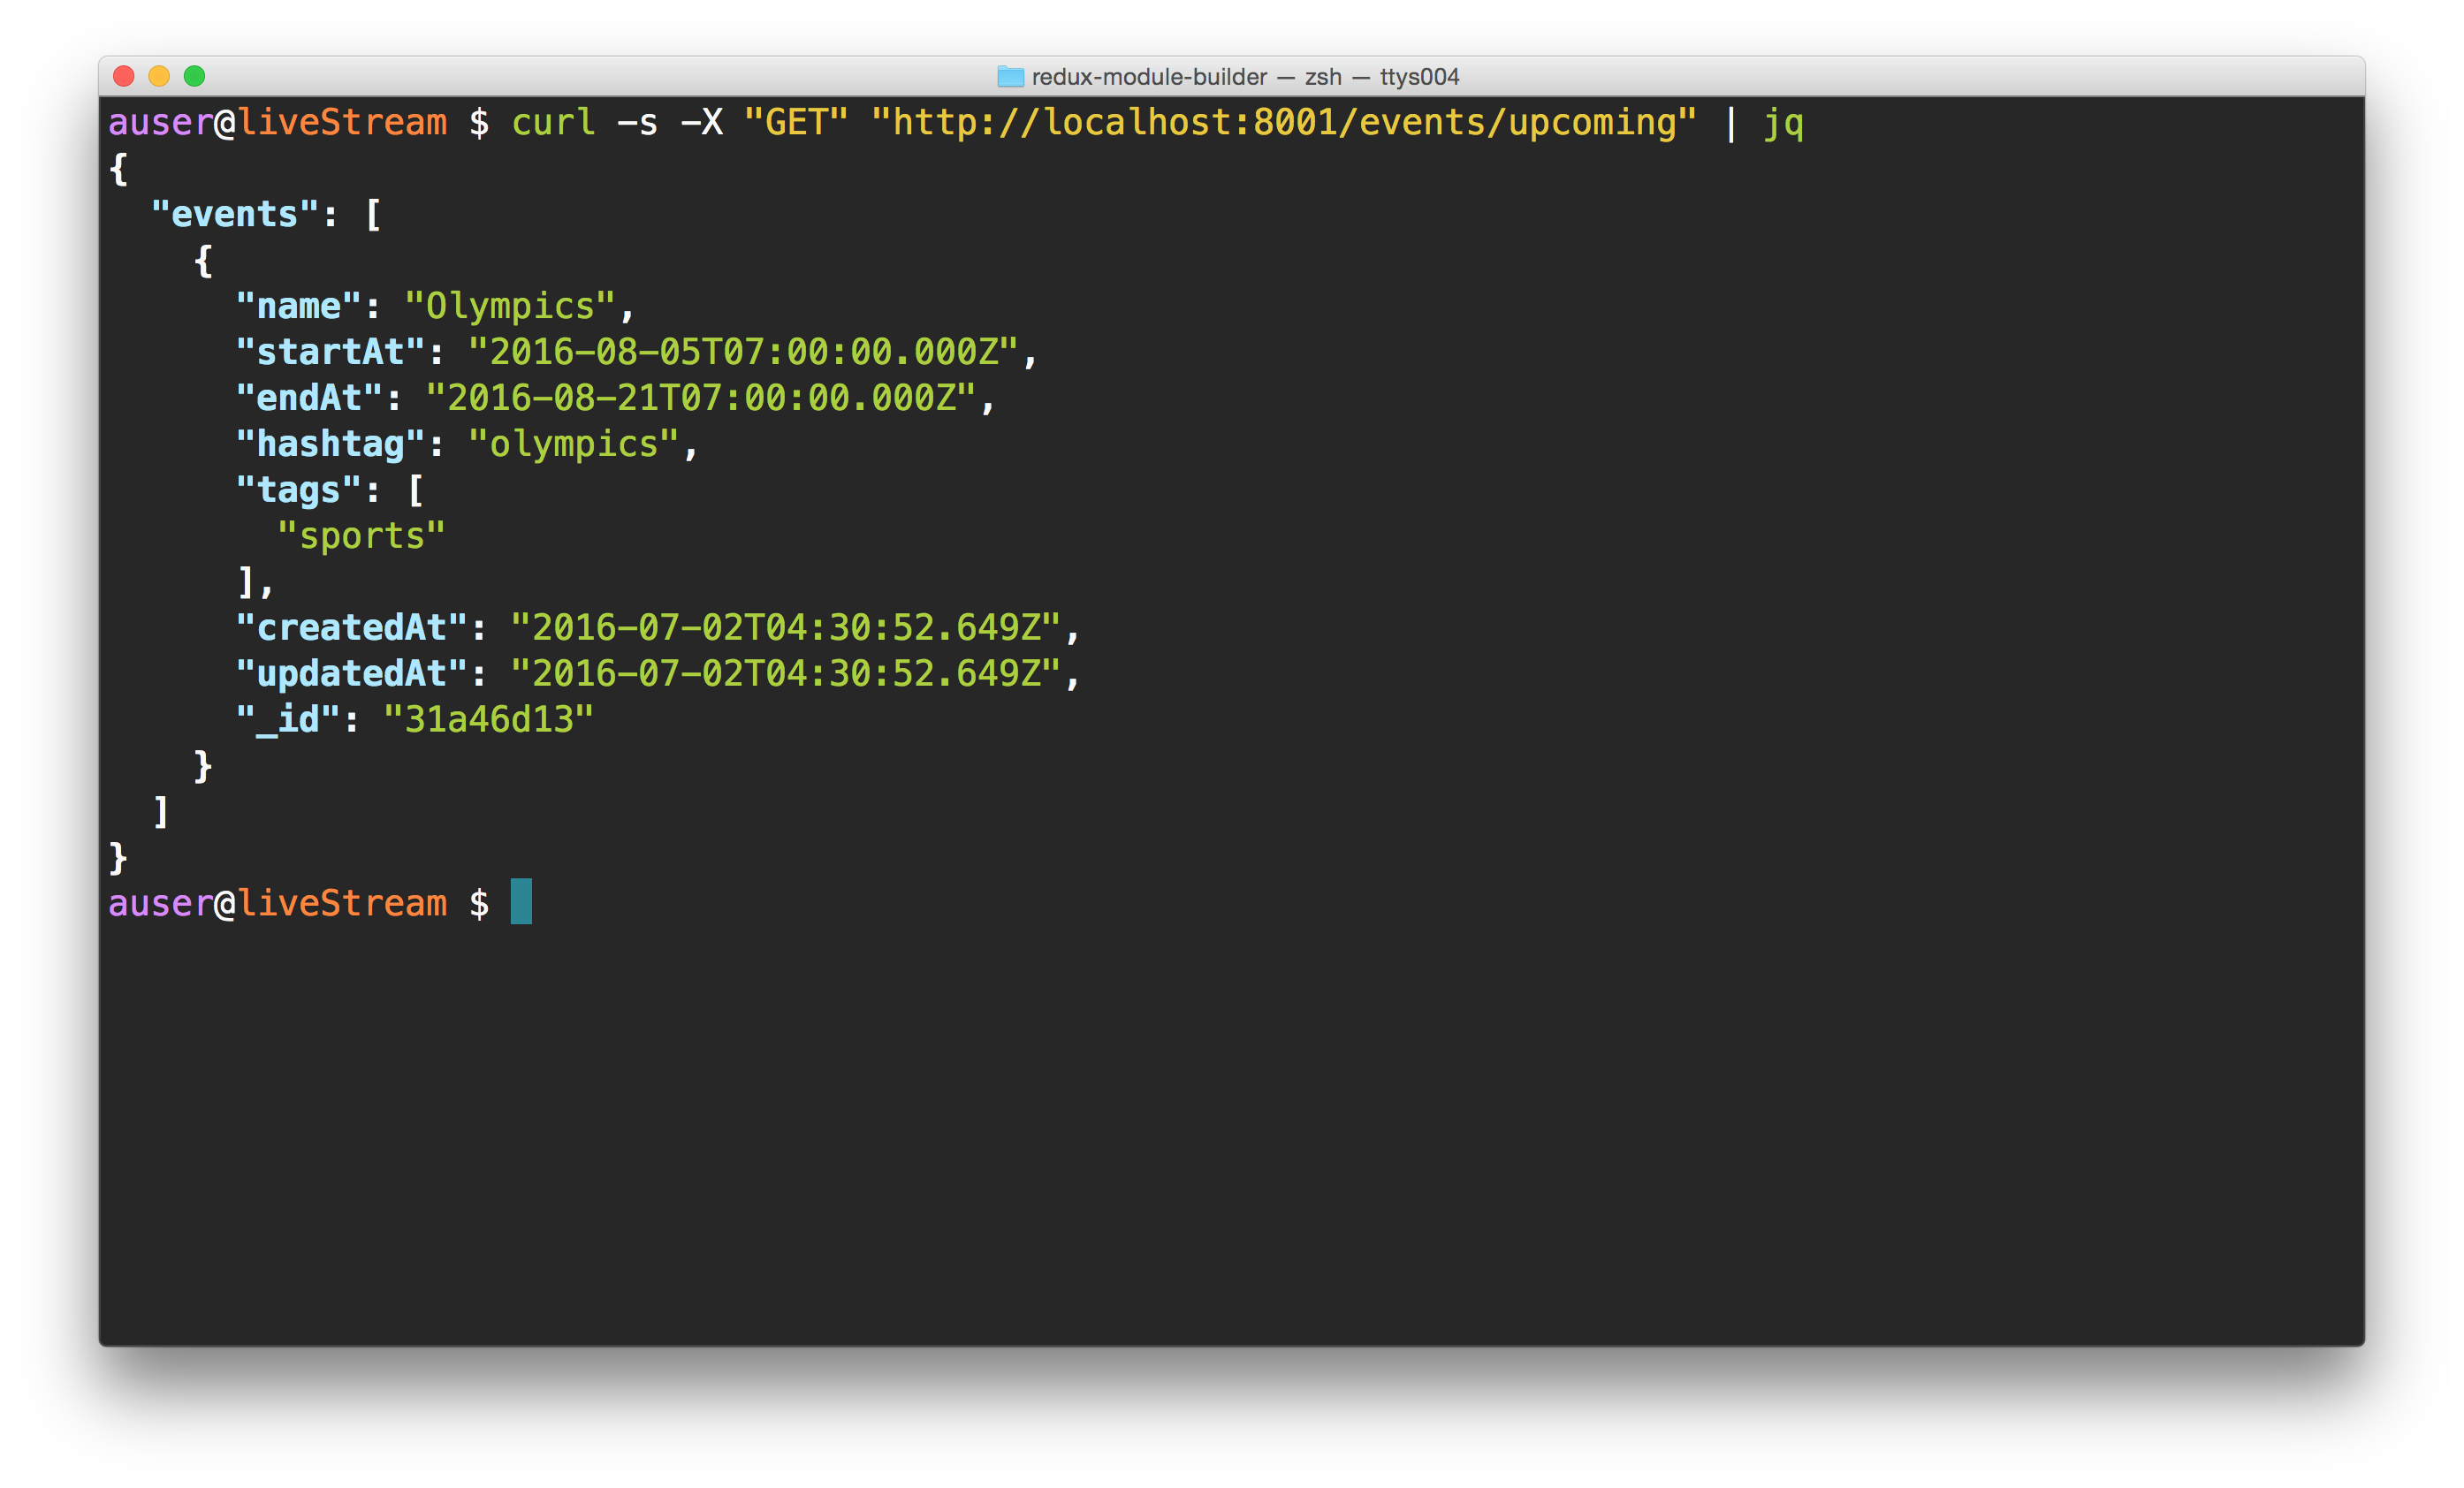 redux-module-builder — zsh — ttys004
auser@liveStream $ curl -s -X "GET" "http://localhost:8001/events/upcoming" | jq
{
  "events": [
    {
      "name": "Olympics",
      "startAt": "2016-08-05T07:00:00.000Z",
      "endAt": "2016-08-21T07:00:00.000Z",
      "hashtag": "olympics",
      "tags": [
        "sports"
      ],
      "createdAt": "2016-07-02T04:30:52.649Z",
      "updatedAt": "2016-07-02T04:30:52.649Z",
      "_id": "31a46d13"
    }
  ]
}
auser@liveStream $